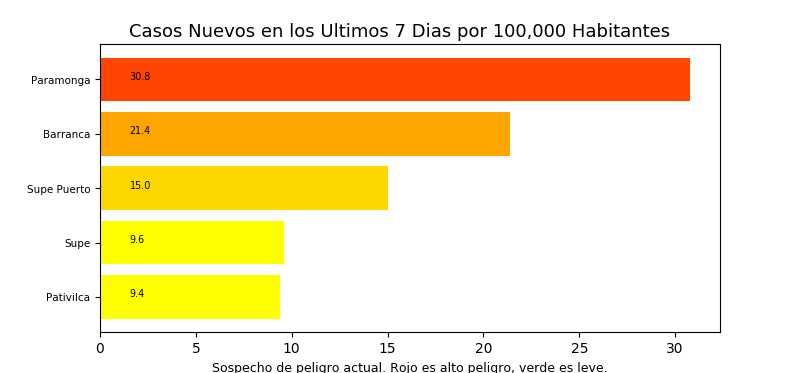 Casos Nuevos en los Ultimos 7 Dias por 100,000 Habitantes
Paramonga 30.8
Barranca 21.4
Supe Puerto 15.0
Supe 9.6
Pativilca 9.4
0 5 10 15 20 25 30
Sospecho de peligro actual. Rojo es alto peligro, verde es leve.